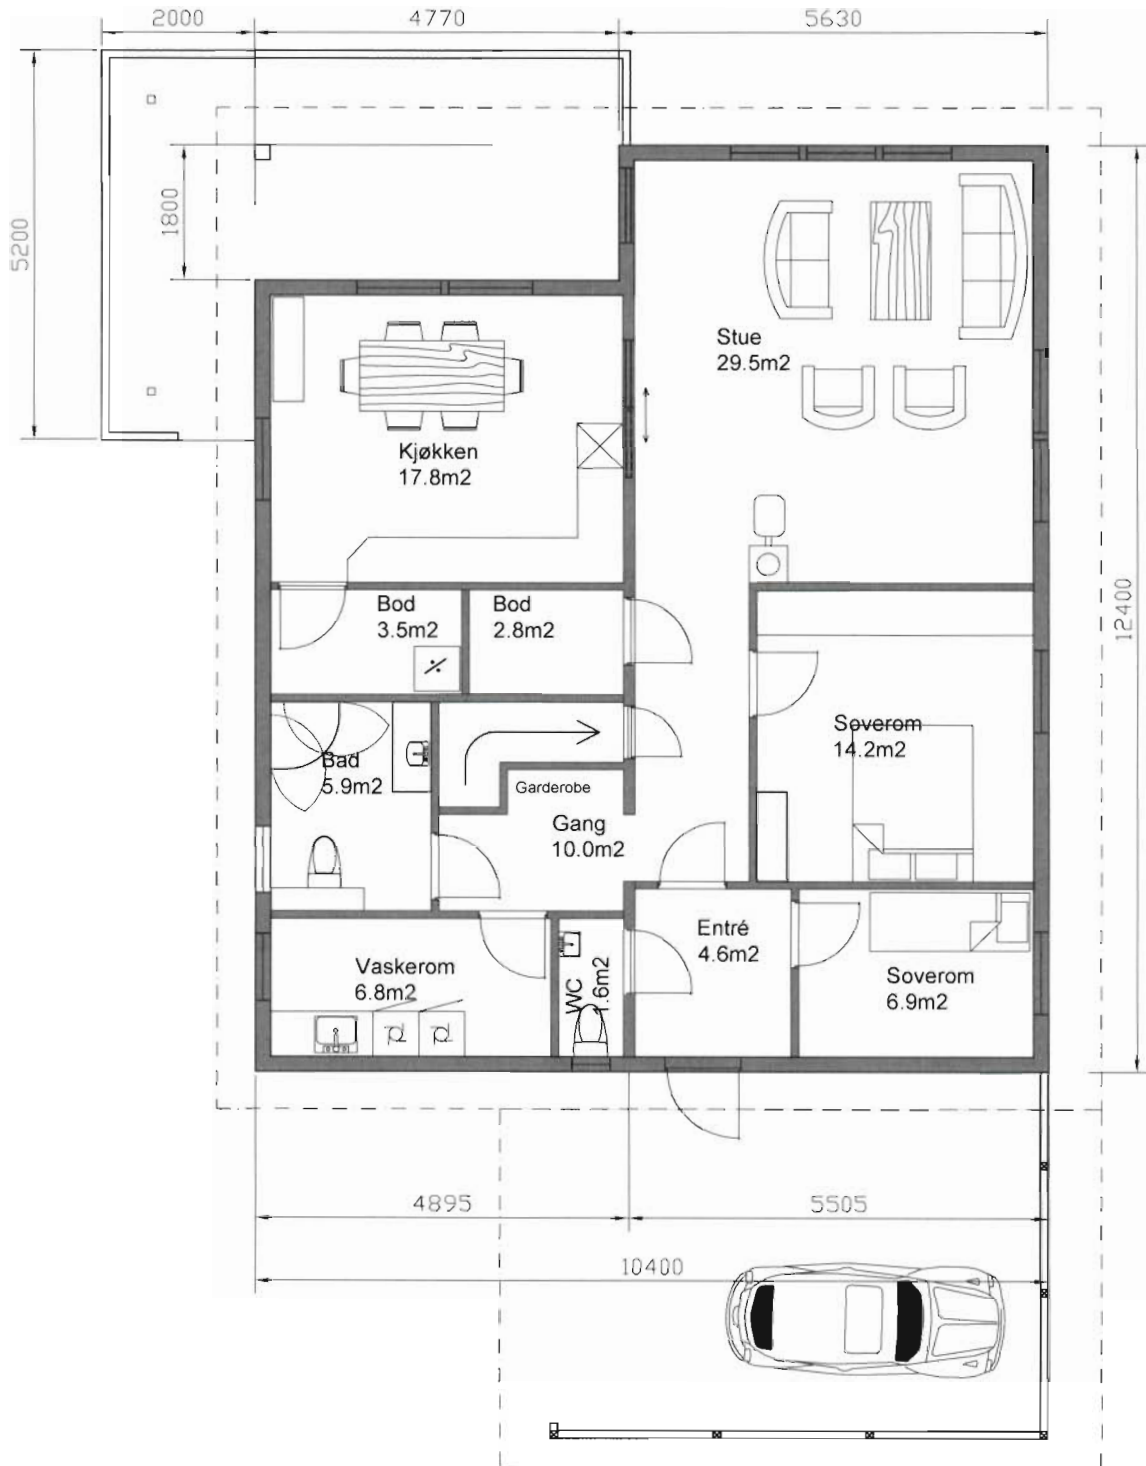 2000
4770
5630
5200
1800
Stue
29.5m2
Kjøkken
17.8m2
12400
Bod
3.5m2
Bod
2.8m2
Soverom
14.2m2
Bad
5.9m2
Garderobe
Gang
10.0m2
Entré
4.6m2
Vaskerom
6.8m2
WC
1.6m2
Soverom
6.9m2
4895
5505
10400